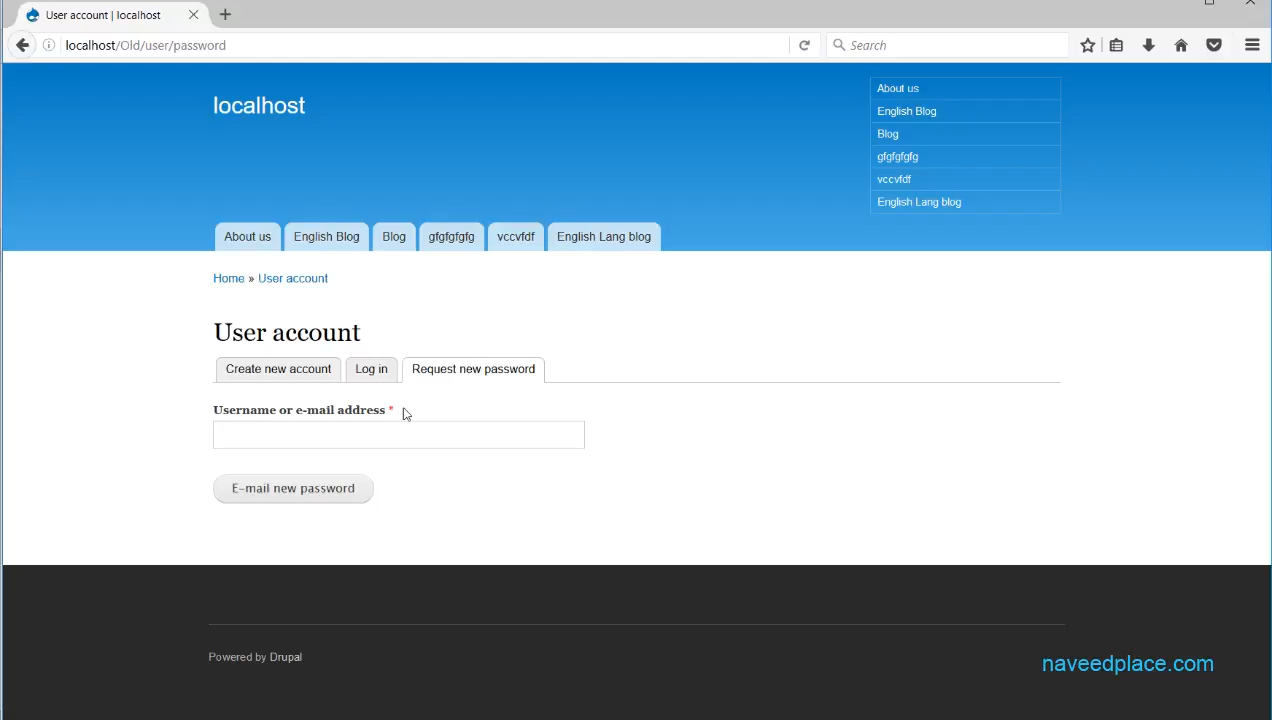 User account | localhost
localhost/Old/user/password
Search
localhost
About us
English Blog
Blog
gfgfgfgfg
vccvfdf
English Lang blog
About us English Blog Blog gfgfgfgfg vccvfdf English Lang blog
Home » User account
User account
Create new account Log in Request new password
Username or e-mail address *
E-mail new password
Powered by Drupal
naveedplace.com